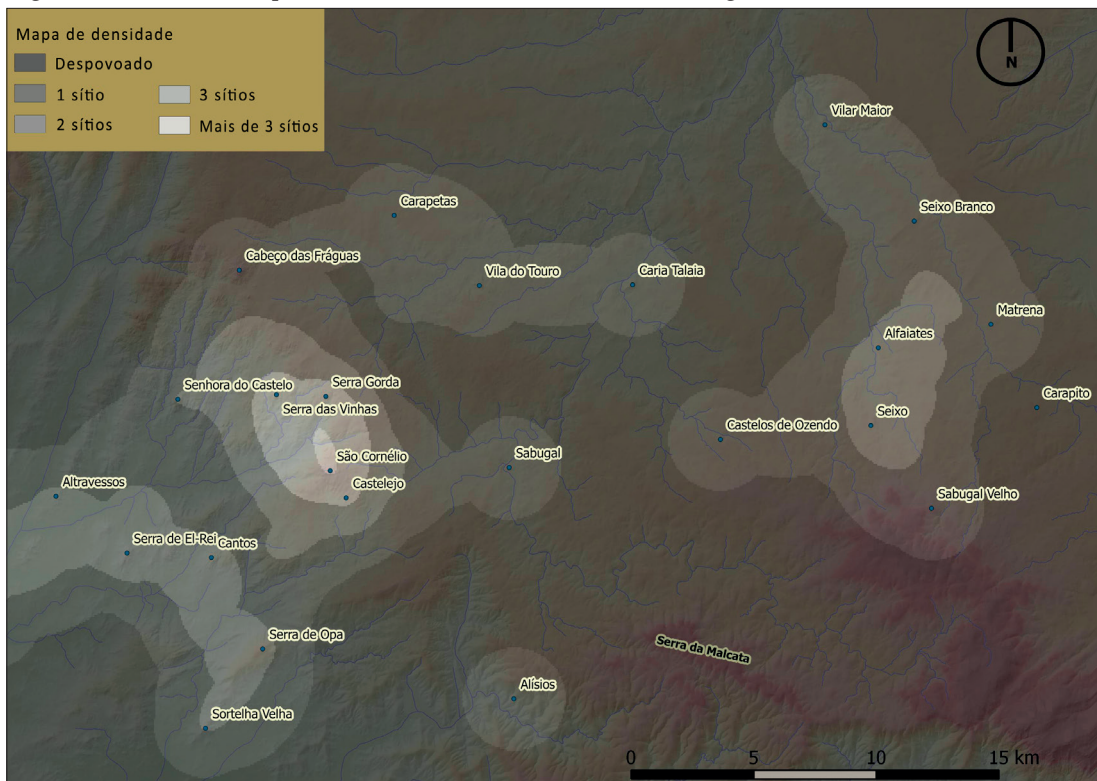 Mapa de densidade
Despovoado
1 sítio
3 sítios
2 sítios
Mais de 3 sítios
N
Vilar Maior
Carapetas
Seixo Branco
Cabeço das Fráguas
Vila do Touro
Caria Talaia
Matrena
Alfaiates
Senhora do Castelo
Serra Gorda
Serra das Vinhas
Carapito
Castelos de Ozendo
Seixo
São Cornélio
Sabugal
Castelejo
Altravessos
Sabugal Velho
Serra de El-Rei
Cantos
Serra de Opa
Serra da Malcata
Alísios
Sortelha Velha
0 5 10 15 km